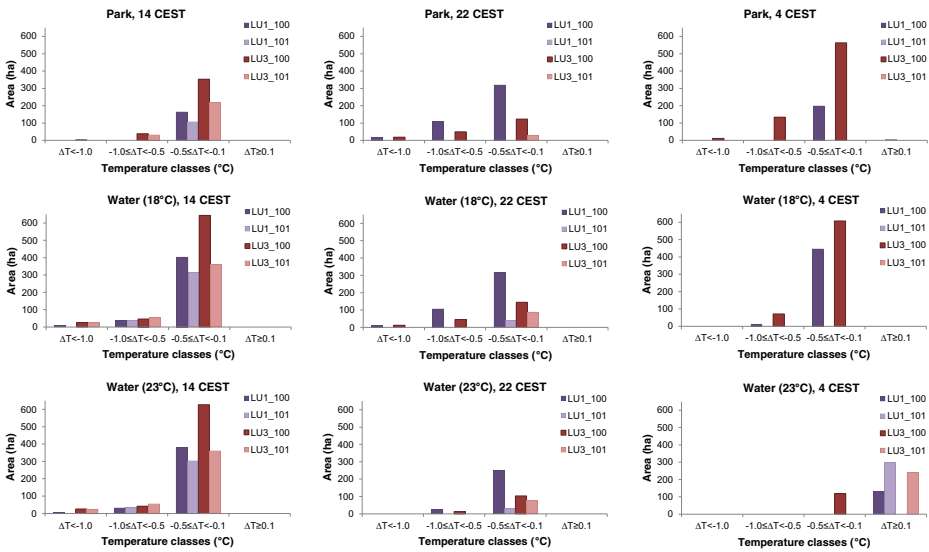 Park, 14 CEST
Area (ha)
600
500
400
300
200
100
0
LU1_100
LU1_101
LU3_100
LU3_101
ΔT<-1.0 -1.0≤ΔT<-0.5 -0.5≤ΔT<-0.1 ΔT≥0.1
Temperature classes (°C)
Park, 22 CEST
Area (ha)
600
500
400
300
200
100
0
LU1_100
LU1_101
LU3_100
LU3_101
ΔT<-1.0 -1.0≤ΔT<-0.5 -0.5≤ΔT<-0.1 ΔT≥0.1
Temperature classes (°C)
Park, 4 CEST
Area (ha)
600
500
400
300
200
100
0
LU1_100
LU1_101
LU3_100
LU3_101
ΔT<-1.0 -1.0≤ΔT<-0.5 -0.5≤ΔT<-0.1 ΔT≥0.1
Temperature classes (°C)
Water (18°C), 14 CEST
Area (ha)
600
500
400
300
200
100
0
LU1_100
LU1_101
LU3_100
LU3_101
ΔT<-1.0 -1.0≤ΔT<-0.5 -0.5≤ΔT<-0.1 ΔT≥0.1
Temperature classes (°C)
Water (18°C), 22 CEST
Area (ha)
600
500
400
300
200
100
0
LU1_100
LU1_101
LU3_100
LU3_101
ΔT<-1.0 -1.0≤ΔT<-0.5 -0.5≤ΔT<-0.1 ΔT≥0.1
Temperature classes (°C)
Water (18°C), 4 CEST
Area (ha)
600
500
400
300
200
100
0
LU1_100
LU1_101
LU3_100
LU3_101
ΔT<-1.0 -1.0≤ΔT<-0.5 -0.5≤ΔT<-0.1 ΔT≥0.1
Temperature classes (°C)
Water (23°C), 14 CEST
Area (ha)
600
500
400
300
200
100
0
LU1_100
LU1_101
LU3_100
LU3_101
ΔT<-1.0 -1.0≤ΔT<-0.5 -0.5≤ΔT<-0.1 ΔT≥0.1
Temperature classes (°C)
Water (23°C), 22 CEST
Area (ha)
600
500
400
300
200
100
0
LU1_100
LU1_101
LU3_100
LU3_101
ΔT<-1.0 -1.0≤ΔT<-0.5 -0.5≤ΔT<-0.1 ΔT≥0.1
Temperature classes (°C)
Water (23°C), 4 CEST
Area (ha)
600
500
400
300
200
100
0
LU1_100
LU1_101
LU3_100
LU3_101
ΔT<-1.0 -1.0≤ΔT<-0.5 -0.5≤ΔT<-0.1 ΔT≥0.1
Temperature classes (°C)